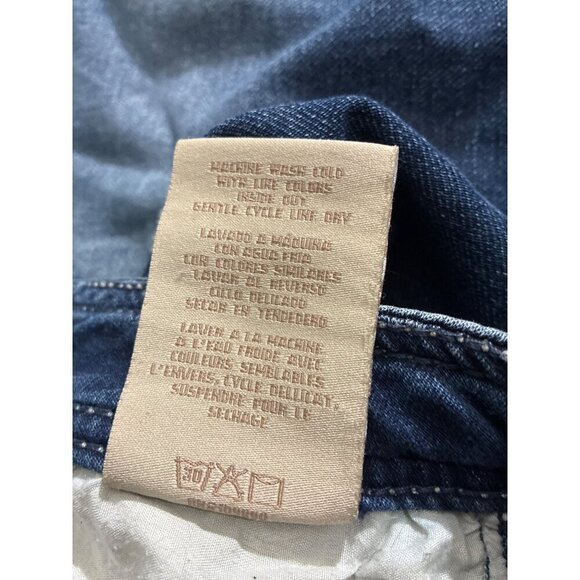 MACHINE WASH COLD
WITH LIKE COLORS
INSIDE OUT
GENTLE CYCLE LINE DRY
LAVADO A MÁQUINA
CON AGUA FRIA
CON COLORES SIMILARES
LAVAR AL REVERSO
CICLO DELICADO
SECAR EN TENDEDERO
LAVER A LA MACHINE
À L'EAU FROIDE AVEC
COULEURS SEMBLABLES
L'ENVERS, CYCLE DELLICAT,
SUSPENDRE POUR LE
SECHAGE
30